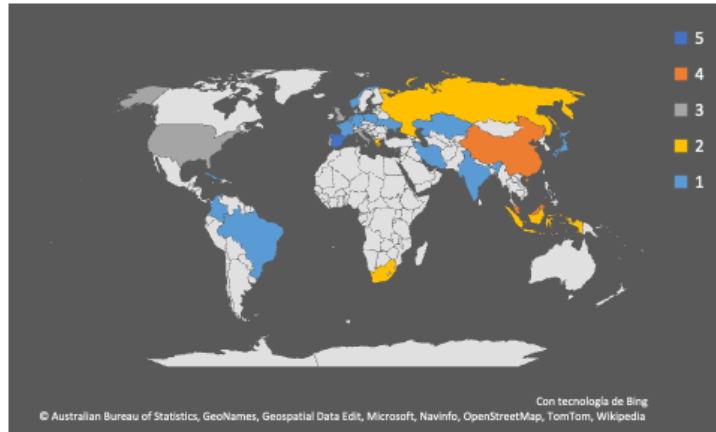 5
4
3
2
1
Con tecnología de Bing
© Australian Bureau of Statistics, GeoNames, Geospatial Data Edit, Microsoft, Navinfo, OpenStreetMap, TomTom, Wikipedia